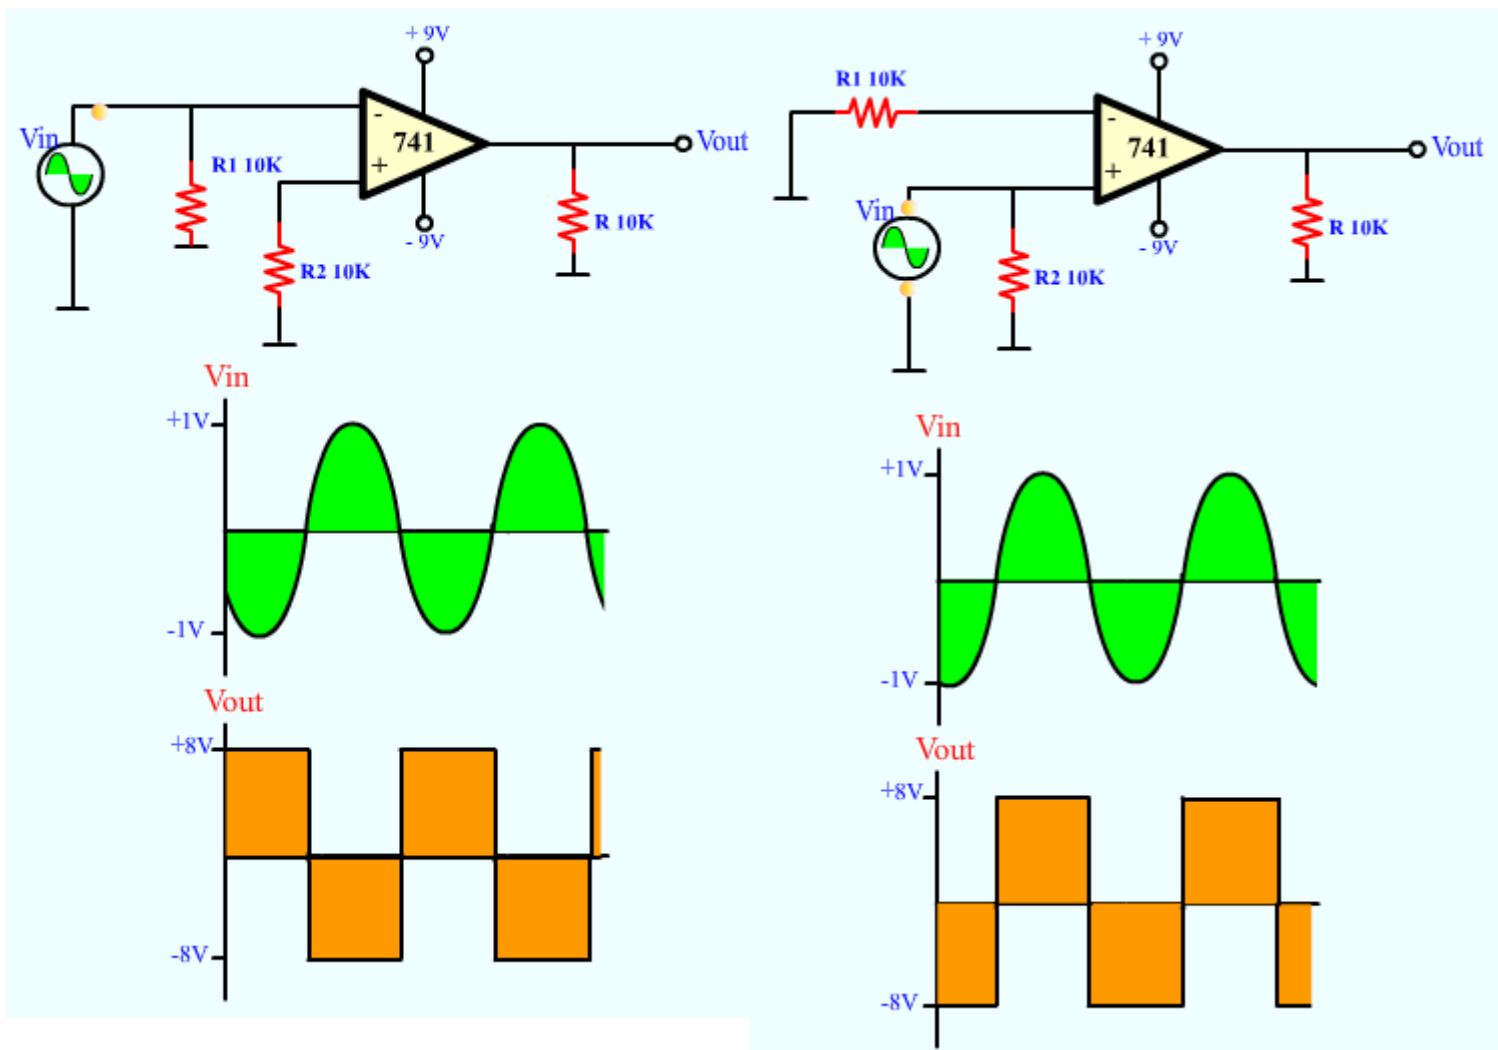 + 9V
Vin
R1 10K
-
741
+
Vout
R2 10K
- 9V
R 10K
Vin
+1V
-1V
Vout
+8V
-8V
+ 9V
R1 10K
-
741
+
Vout
Vin
R2 10K
- 9V
R 10K
Vin
+1V
-1V
Vout
+8V
-8V